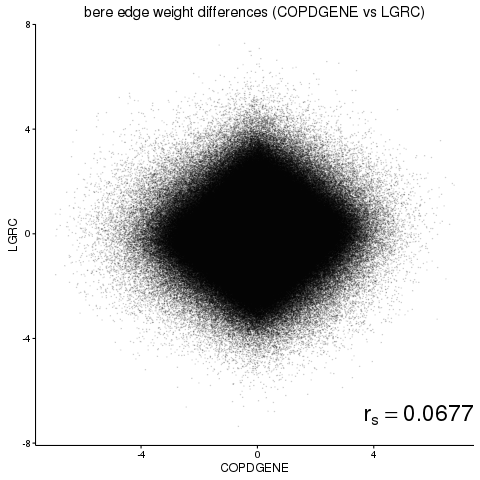 bere edge weight differences (COPDGENE vs LGRC)
8
4
0
-4
-8
LGRC
rs = 0.0677
-4
0
4
COPDGENE